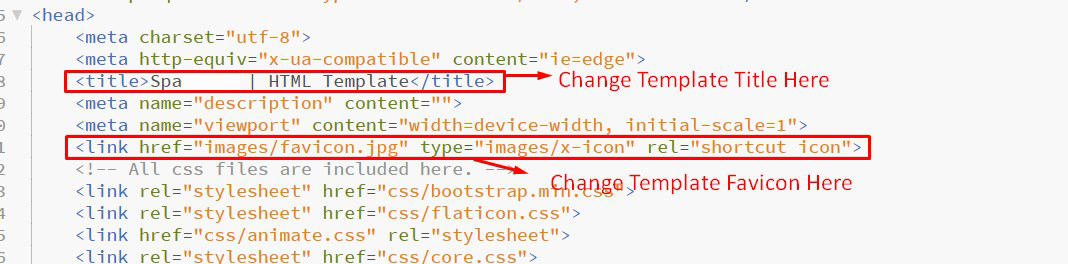 5 <head>
6 <meta charset="utf-8">
7 <meta http-equiv="x-ua-compatible" content="ie=edge">
8 <title>Spa | HTML Template</title> Change Template Title Here
9 <meta name="description" content="">
0 <meta name="viewport" content="width=device-width, initial-scale=1">
1 <link href="images/favicon.jpg" type="images/x-icon" rel="shortcut icon">
2 <!-- All css files are included here. -->
Change Template Favicon Here
3 <link rel="stylesheet" href="css/bootstrap.min.css">
4 <link rel="stylesheet" href="css/flaticon.css">
5 <link href="css/animate.css" rel="stylesheet">
6 <link rel="stylesheet" href="css/core.css">